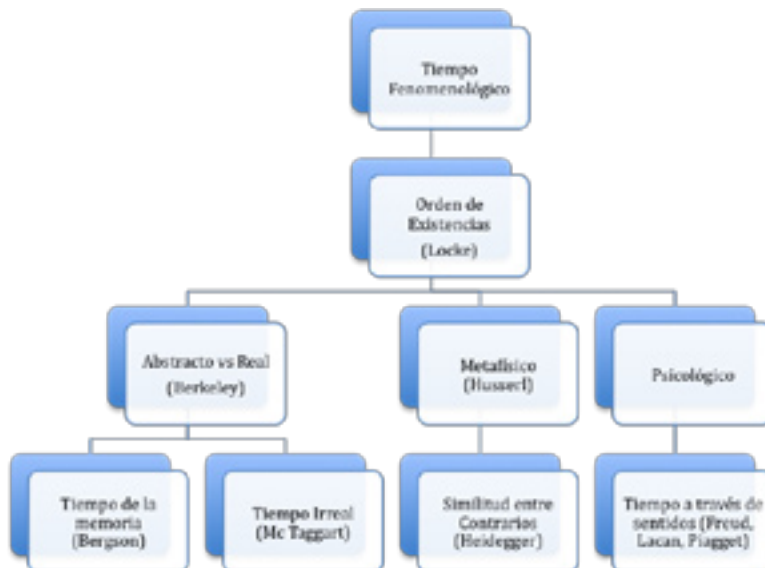 Tiempo
Fenomenológico
Orden de
Existencias
(Locke)
Abstracto vs Real
(Berkeley)
Metafísico
(Husserl)
Psicológico
Tiempo de la
memoria
(Bergson)
Tiempo Irreal
(Mc Taggart)
Similitud entre
Contrarios
(Heidegger)
Tiempo a través de
sentidos (Freud,
Lacan, Piagget)